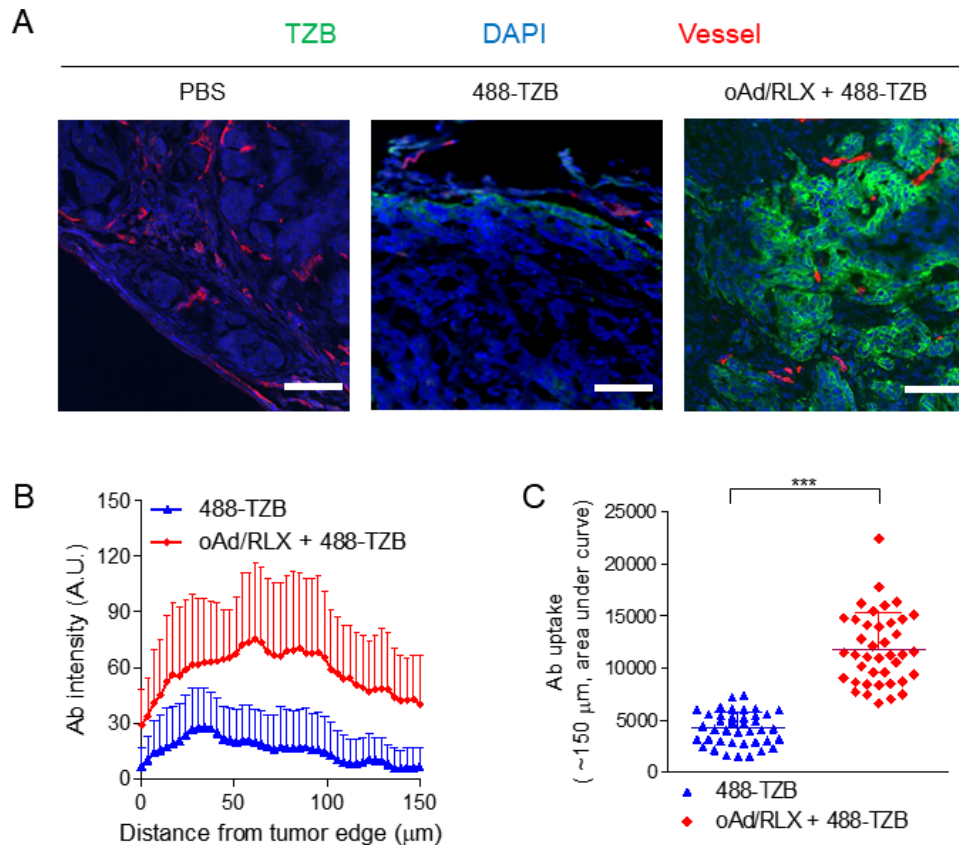 A
TZB DAPI Vessel
PBS 488-TZB oAd/RLX + 488-TZB
B
150
120
90
60
30
0
Ab intensity (A.U.)
488-TZB
oAd/RLX + 488-TZB
0 50 100 150
Distance from tumor edge (μm)
C
***
25000
20000
15000
10000
5000
0
Ab uptake
( ~150 μm, area under curve)
488-TZB
oAd/RLX + 488-TZB